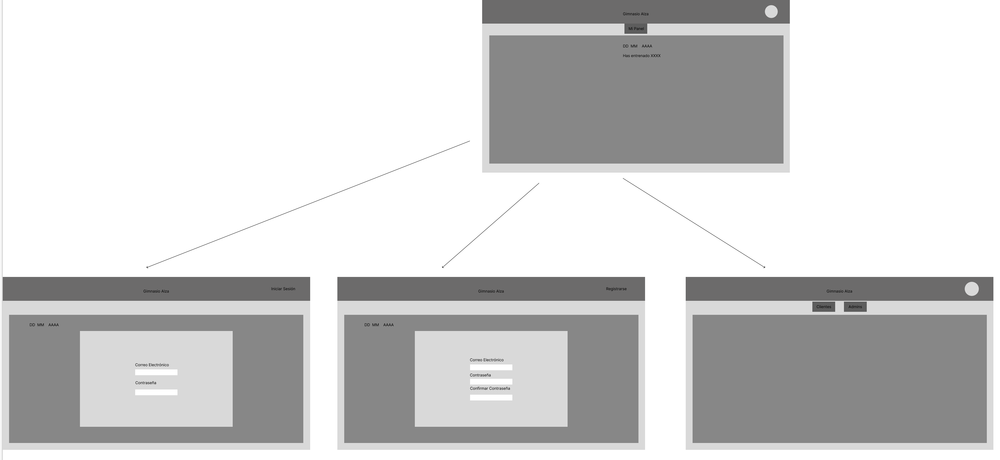 Gimnasio Alza
Mi Panel
DD MM AAAA
Has entrenado XXXX
Gimnasio Alza
Iniciar Sesión
DD MM AAAA
Correo Electrónico
Contraseña
Gimnasio Alza
Registrarse
DD MM AAAA
Correo Electrónico
Contraseña
Confirmar Contraseña
Gimnasio Alza
Clientes
Admins